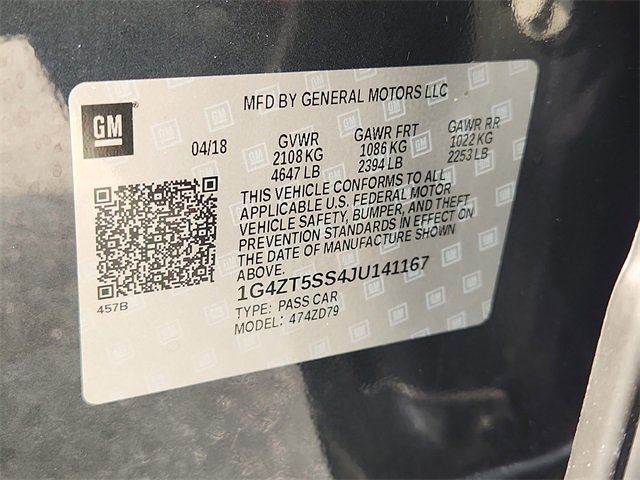 MFD BY GENERAL MOTORS LLC
GM ®
04/18 GVWR GAWR FRT GAWR RR
2108 KG 1086 KG 1022 KG
4647 LB 2394 LB 2253 LB
THIS VEHICLE CONFORMS TO ALL
APPLICABLE U.S. FEDERAL MOTOR
VEHICLE SAFETY, BUMPER, AND THEFT
PREVENTION STANDARDS IN EFFECT ON
THE DATE OF MANUFACTURE SHOWN
ABOVE.
1G4ZT5SS4JU141167
TYPE: PASS CAR
MODEL: 474ZD79
457B